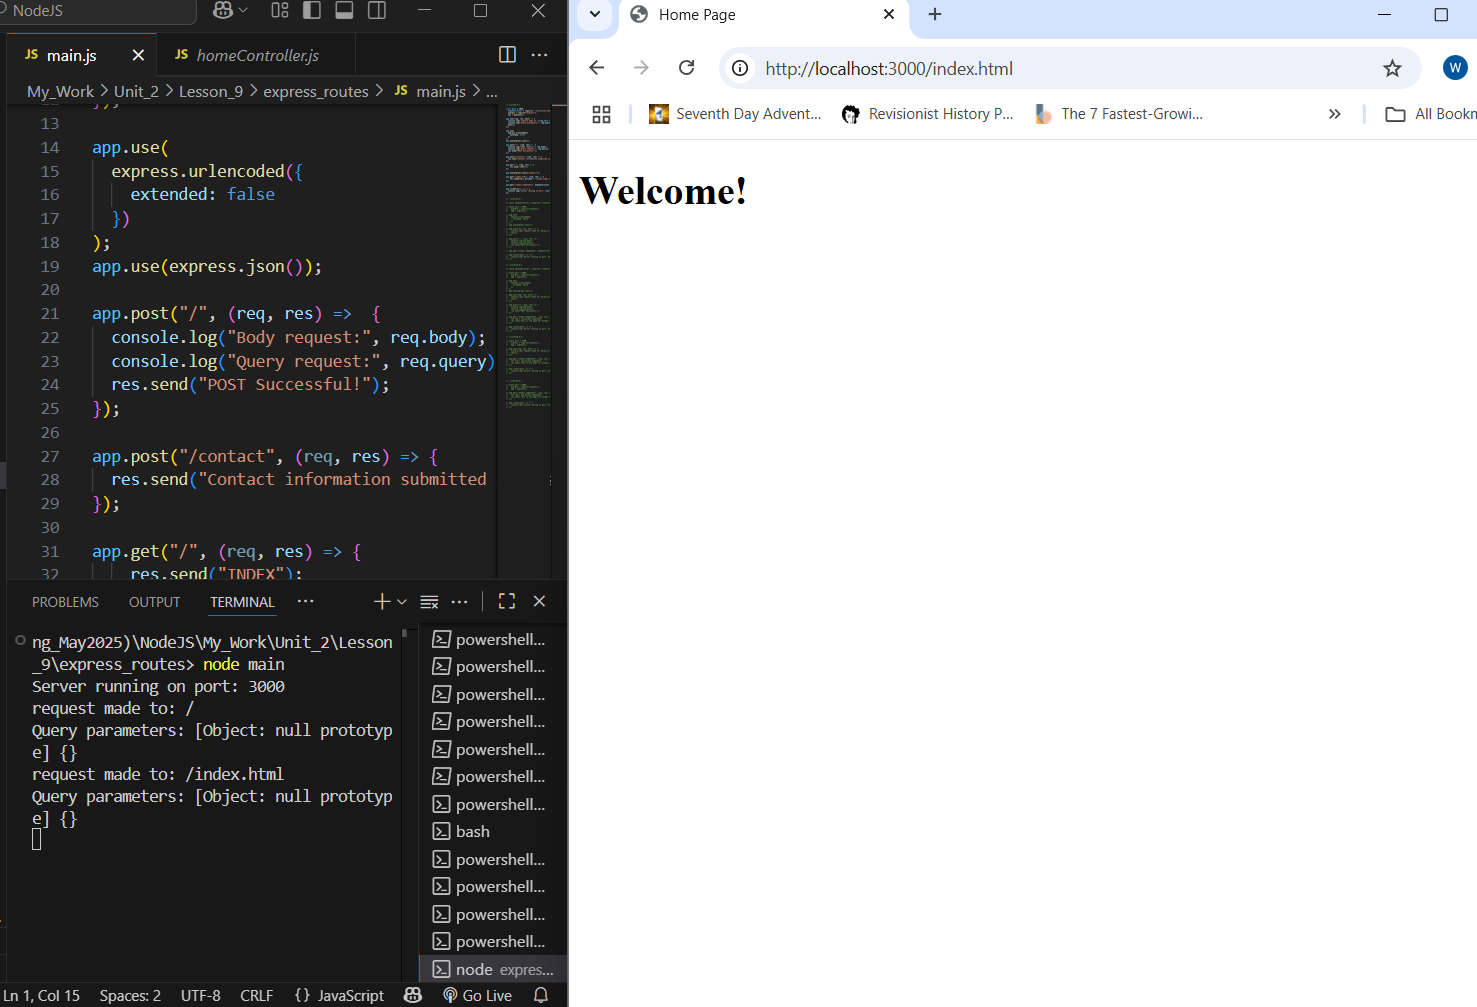 NodeJS
JS main.js
JS homeController.js
My_Work > Unit_2 > Lesson_9 > express_routes > JS main.js > ...
13
14 app.use(
15 express.urlencoded({
16 extended: false
17 })
18 );
19 app.use(express.json());
20
21 app.post("/", (req, res) => {
22 console.log("Body request:", req.body);
23 console.log("Query request:", req.query)
24 res.send("POST Successful!");
25 });
26
27 app.post("/contact", (req, res) => {
28 res.send("Contact information submitted
29 });
30
31 app.get("/", (req, res) => {
32 res.send("INDEX");
PROBLEMS OUTPUT TERMINAL ...
ng_May2025)\NodeJS\My_Work\Unit_2\Lesson
_9\express_routes> node main
Server running on port: 3000
request made to: /
Query parameters: [Object: null prototyp
e] {}
request made to: /index.html
Query parameters: [Object: null prototyp
e] {}
powershell...
powershell...
powershell...
powershell...
powershell...
powershell...
powershell...
bash
powershell...
powershell...
powershell...
powershell...
node expres...
Ln 1, Col 15 Spaces: 2 UTF-8 CRLF {} JavaScript Go Live
Home Page
http://localhost:3000/index.html
W
Seventh Day Advent...
Revisionist History P...
The 7 Fastest-Growi...
All Bookm
Welcome!